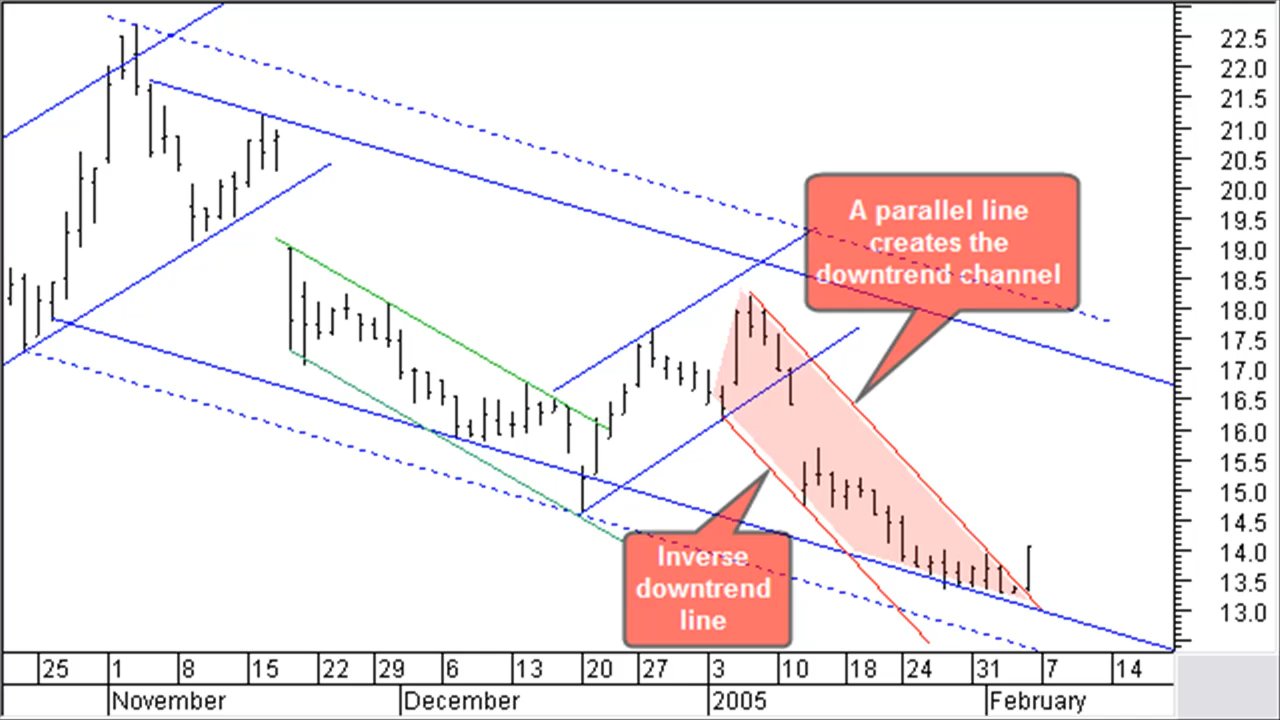 22.5
22.0
21.5
21.0
20.5
20.0
19.5
19.0
18.5
18.0
17.5
17.0
16.5
16.0
15.5
15.0
14.5
14.0
13.5
13.0
A parallel line
creates the
downtrend channel
Inverse
downtrend
line
25 1 8 15 22 29 6 13 20 27 3 10 18 24 31 7 14
November December 2005 February